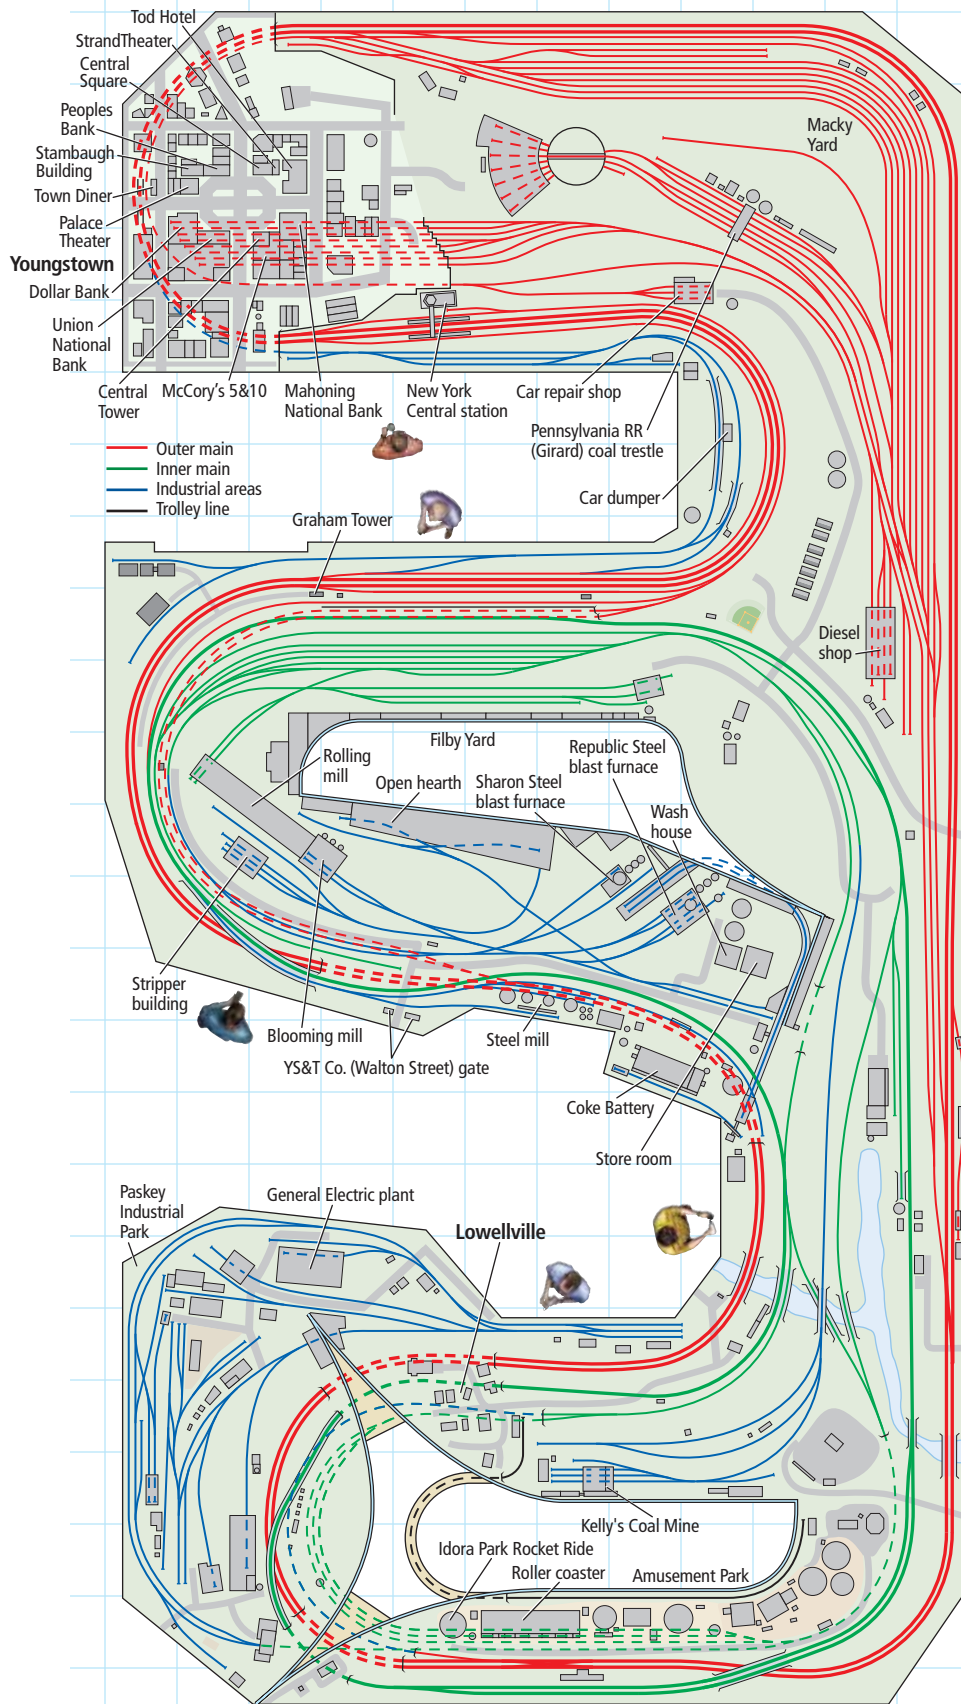 Tod Hotel
StrandTheater
Central
Square
Peoples
Bank
Stambaugh
Building
Town Diner
Palace
Theater
Youngstown
Dollar Bank
Union
National
Bank
Central
Tower
McCory's 5&10
Mahoning
National Bank
New York
Central station
Car repair shop
Pennsylvania RR
(Girard) coal trestle
Macky
Yard
Outer main
Inner main
Industrial areas
Trolley line
Car dumper
Graham Tower
Diesel
shop
Filby Yard
Rolling
mill
Open hearth
Sharon Steel
blast furnace
Republic Steel
blast furnace
Wash
house
Stripper
building
Blooming mill
YS&T Co. (Walton Street) gate
Steel mill
Coke Battery
Store room
Paskey
Industrial
Park
General Electric plant
Lowellville
Kelly's Coal Mine
Idora Park Rocket Ride
Roller coaster
Amusement Park